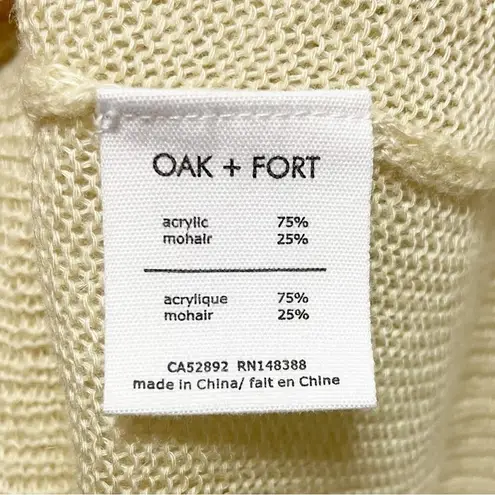 OAK + FORT
acrylic 75%
mohair 25%
acrylique 75%
mohair 25%
CA52892 RN148388
made in China/ fait en Chine